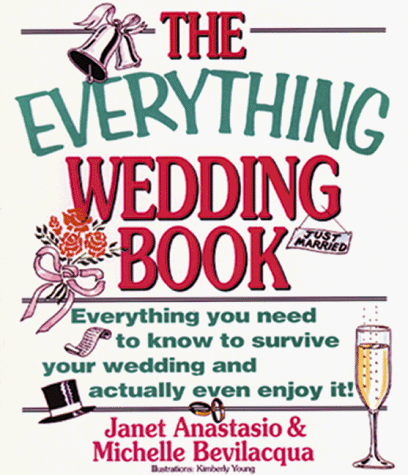 THE
EVERYTHING
WEDDING
BOOK
JUST
MARRIED
Everything you need
to know to survive
your wedding and
actually even enjoy it!
Janet Anastasio &
Michelle Bevilacqua
Illustrations: Kimberly Young